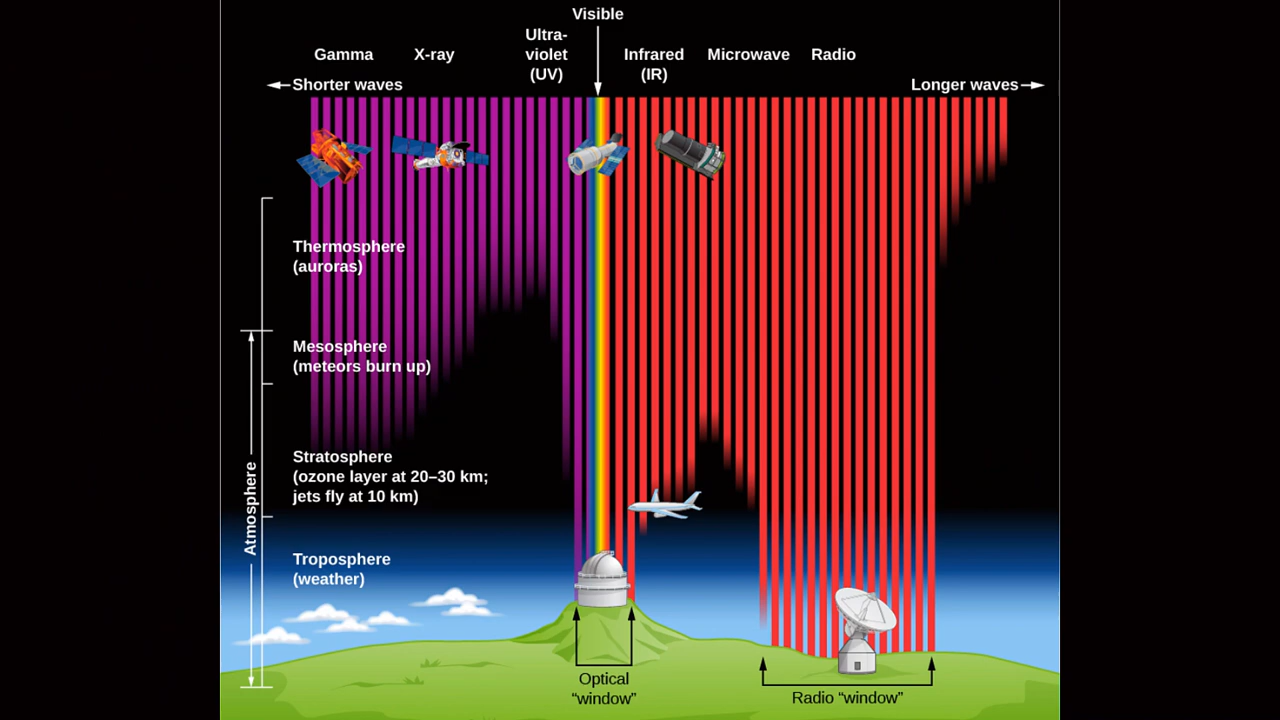 Visible
Gamma
X-ray
Ultra-
violet
(UV)
Infrared
(IR)
Microwave
Radio
Shorter waves
Longer waves
Thermosphere
(auroras)
Mesosphere
(meteors burn up)
Stratosphere
(ozone layer at 20–30 km;
jets fly at 10 km)
Atmosphere
Troposphere
(weather)
Optical
“window”
Radio “window”